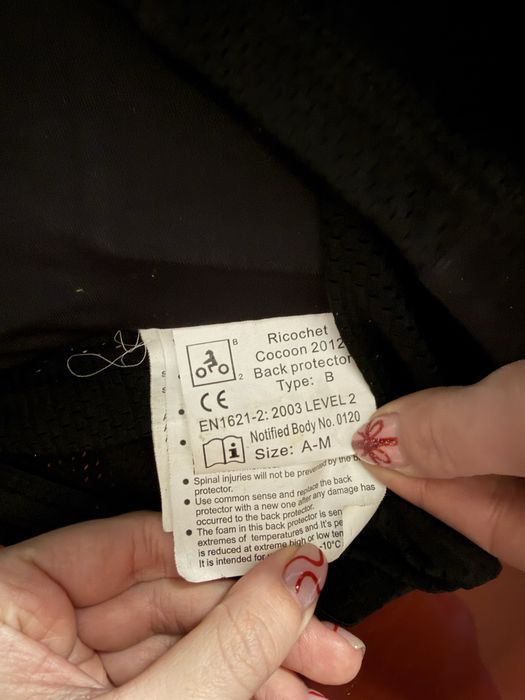 B
2
Ricochet
Cocoon 2012
Back protector
Type: B
CE
EN1621-2: 2003 LEVEL 2
Notified Body No. 0120
i
Size: A-M
• Spinal injuries will not be prevented by the
protector.
• Use common sense and replace the back
protector with a new one after any damage has
occurred to the back protector.
• The foam in this back protector is
extremes of temperatures and It's
is reduced at extreme high or low
It is intended for -10°C